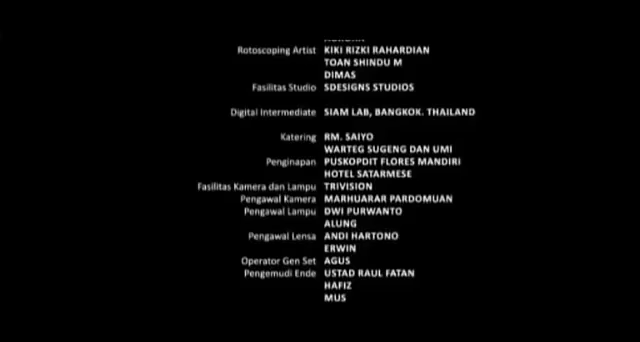 Rotoscoping Artist KIKI RIZKI RAHARDIAN
TOAN SHINDU M
DIMAS
Fasilitas Studio SDESIGNS STUDIOS
Digital Intermediate SIAM LAB, BANGKOK. THAILAND
Katering RM. SAIYO
WARTEG SUGENG DAN UMI
Penginapan PUSKOPDIT FLORES MANDIRI
HOTEL SATARMESE
Fasilitas Kamera dan Lampu TRIVISION
Pengawal Kamera MARHUARAR PARDOMUAN
Pengawal Lampu DWI PURWANTO
ALUNG
Pengawal Lensa ANDI HARTONO
ERWIN
Operator Gen Set AGUS
Pengemudi Ende USTAD RAUL FATAN
HAFIZ
MUS